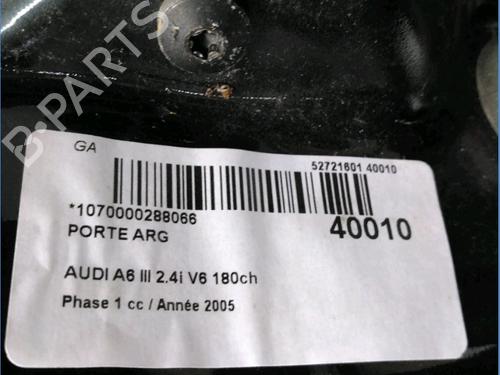 B-PARTS
GA
52721601 40010
*1070000288066
40010
PORTE ARG
AUDI A6 III 2.4i V6 180ch
Phase 1 cc / Année 2005